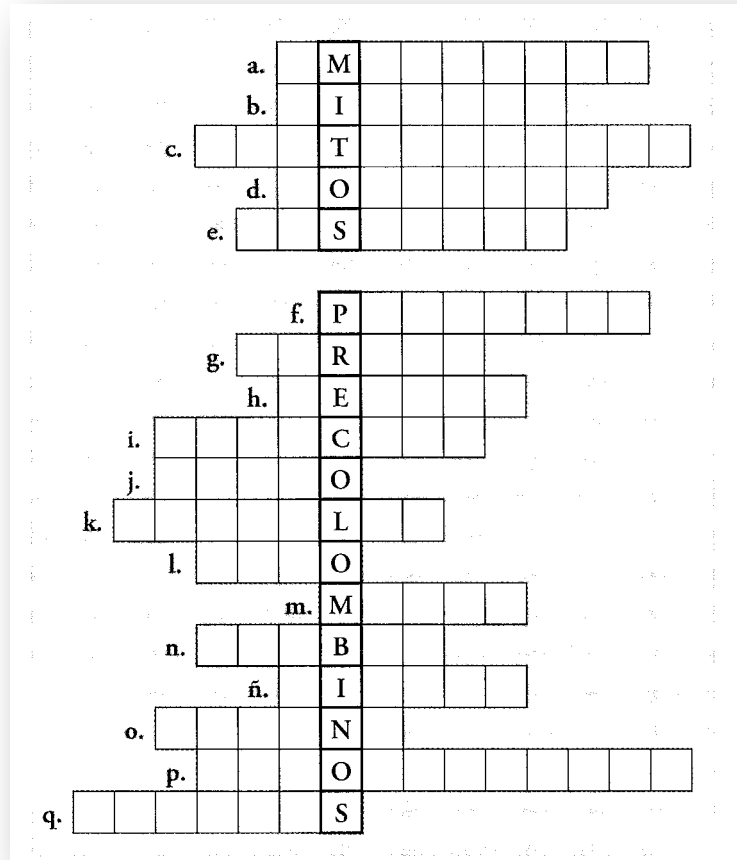 a. M
b. I
c. T
d. O
e. S
f. P
g. R
h. E
i. C
j. O
k. L
l. O
m. M
n. B
ñ. I
o. N
p. O
q. S